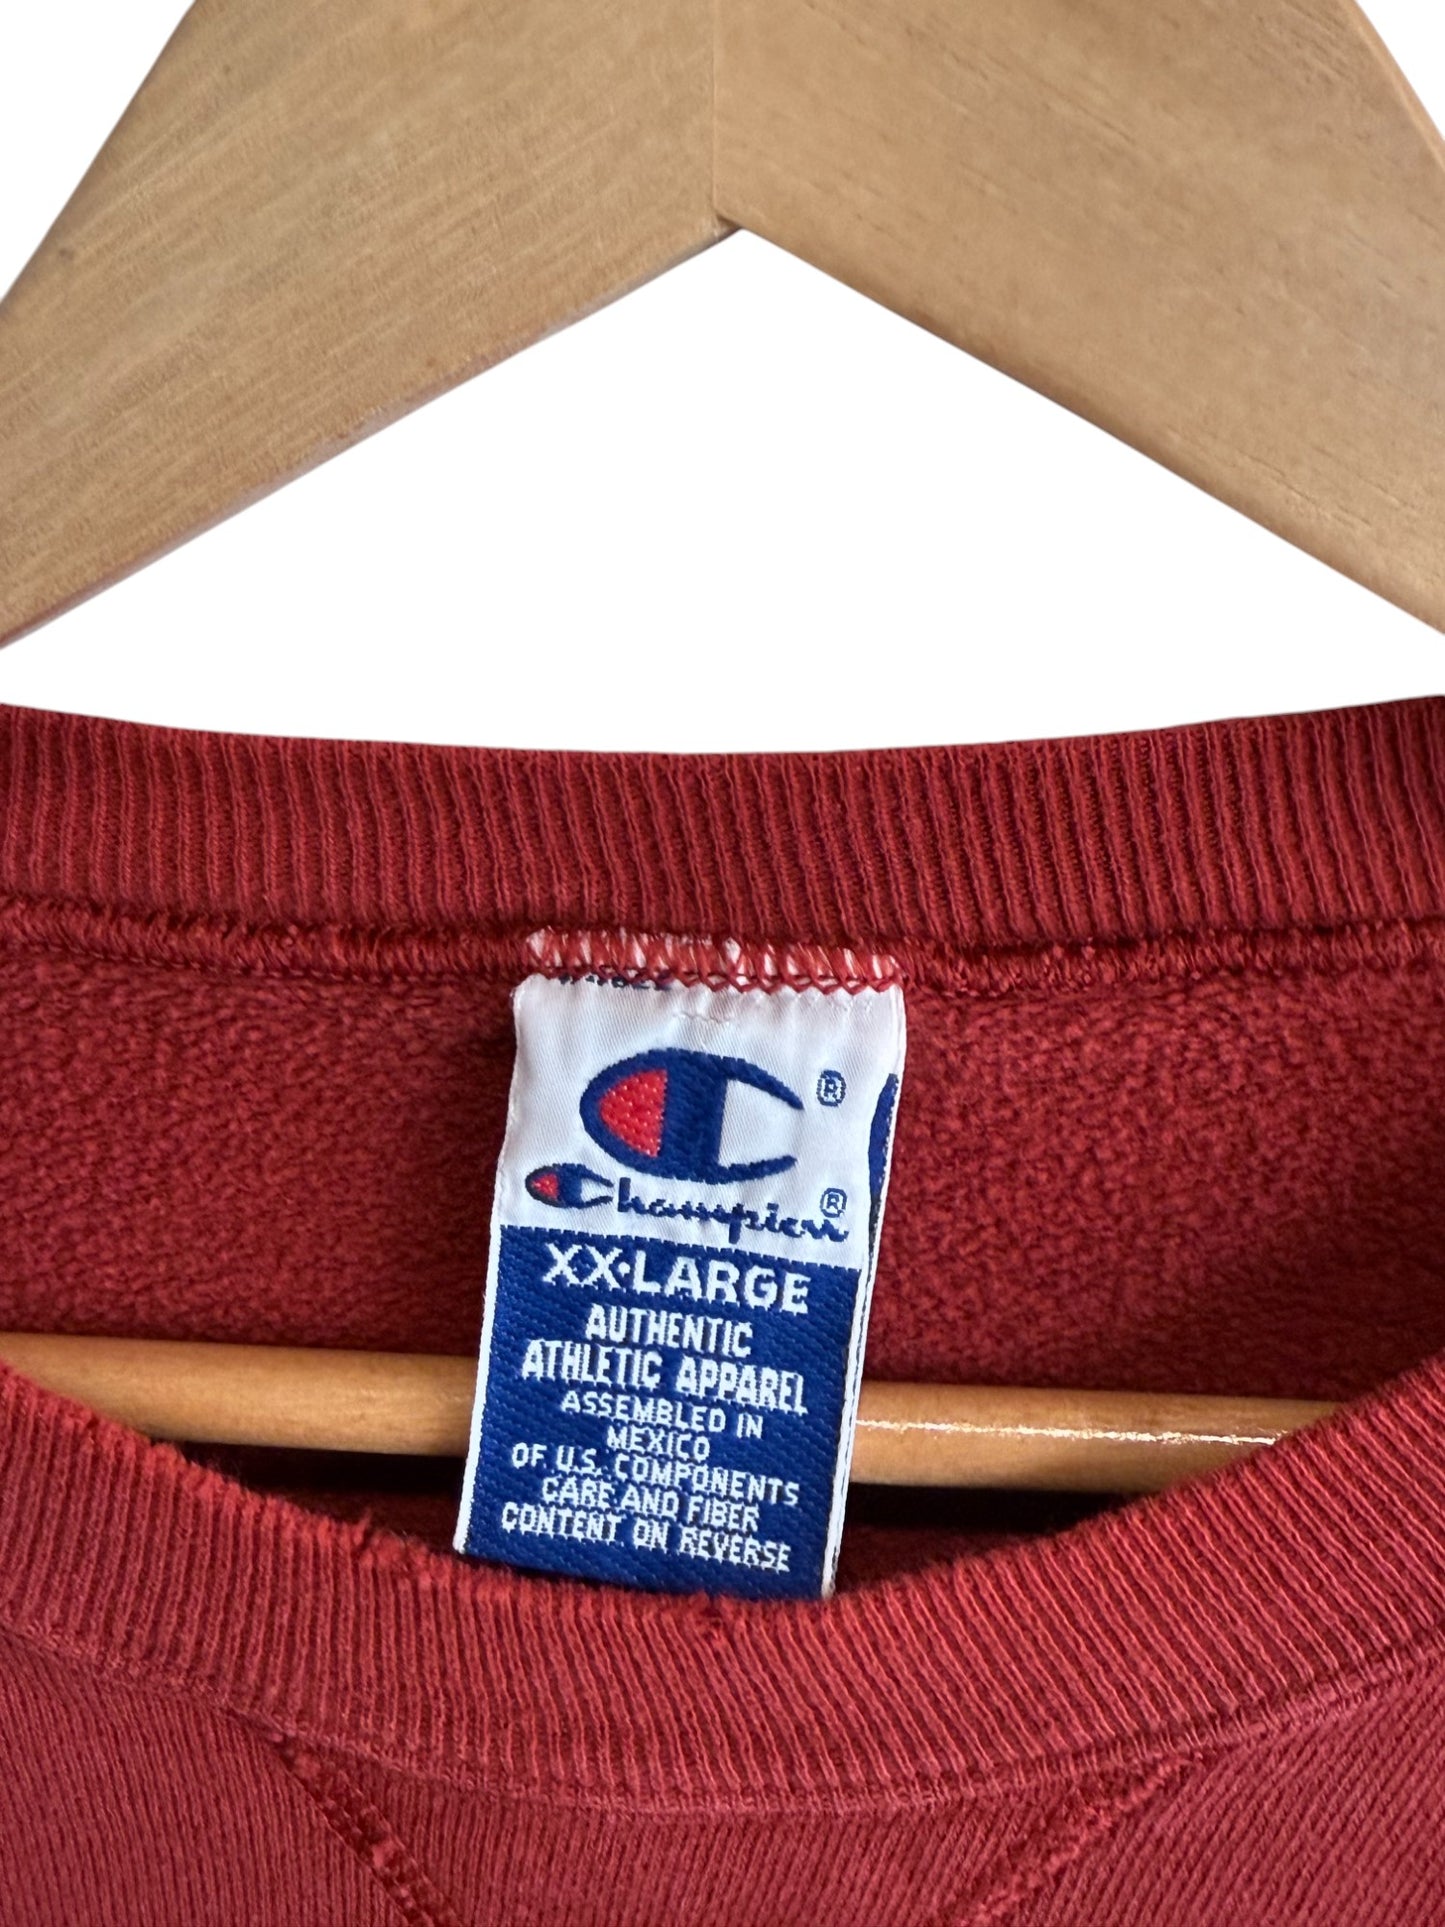 ®
Champion®
XX-LARGE
AUTHENTIC
ATHLETIC APPAREL
ASSEMBLED IN
MEXICO
OF U.S. COMPONENTS
CARE AND FIBER
CONTENT ON REVERSE